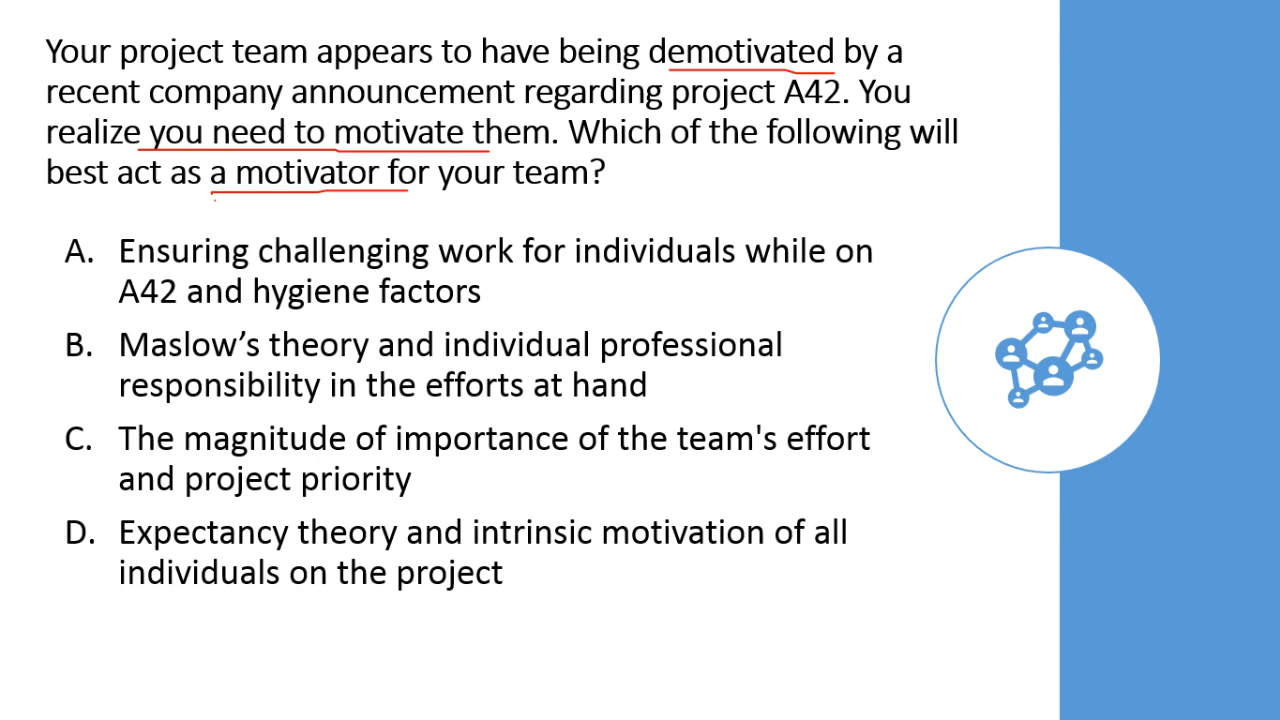 Your project team appears to have being demotivated by a
recent company announcement regarding project A42. You
realize you need to motivate them. Which of the following will
best act as a motivator for your team?
A. Ensuring challenging work for individuals while on
A42 and hygiene factors
B. Maslow’s theory and individual professional
responsibility in the efforts at hand
C. The magnitude of importance of the team's effort
and project priority
D. Expectancy theory and intrinsic motivation of all
individuals on the project